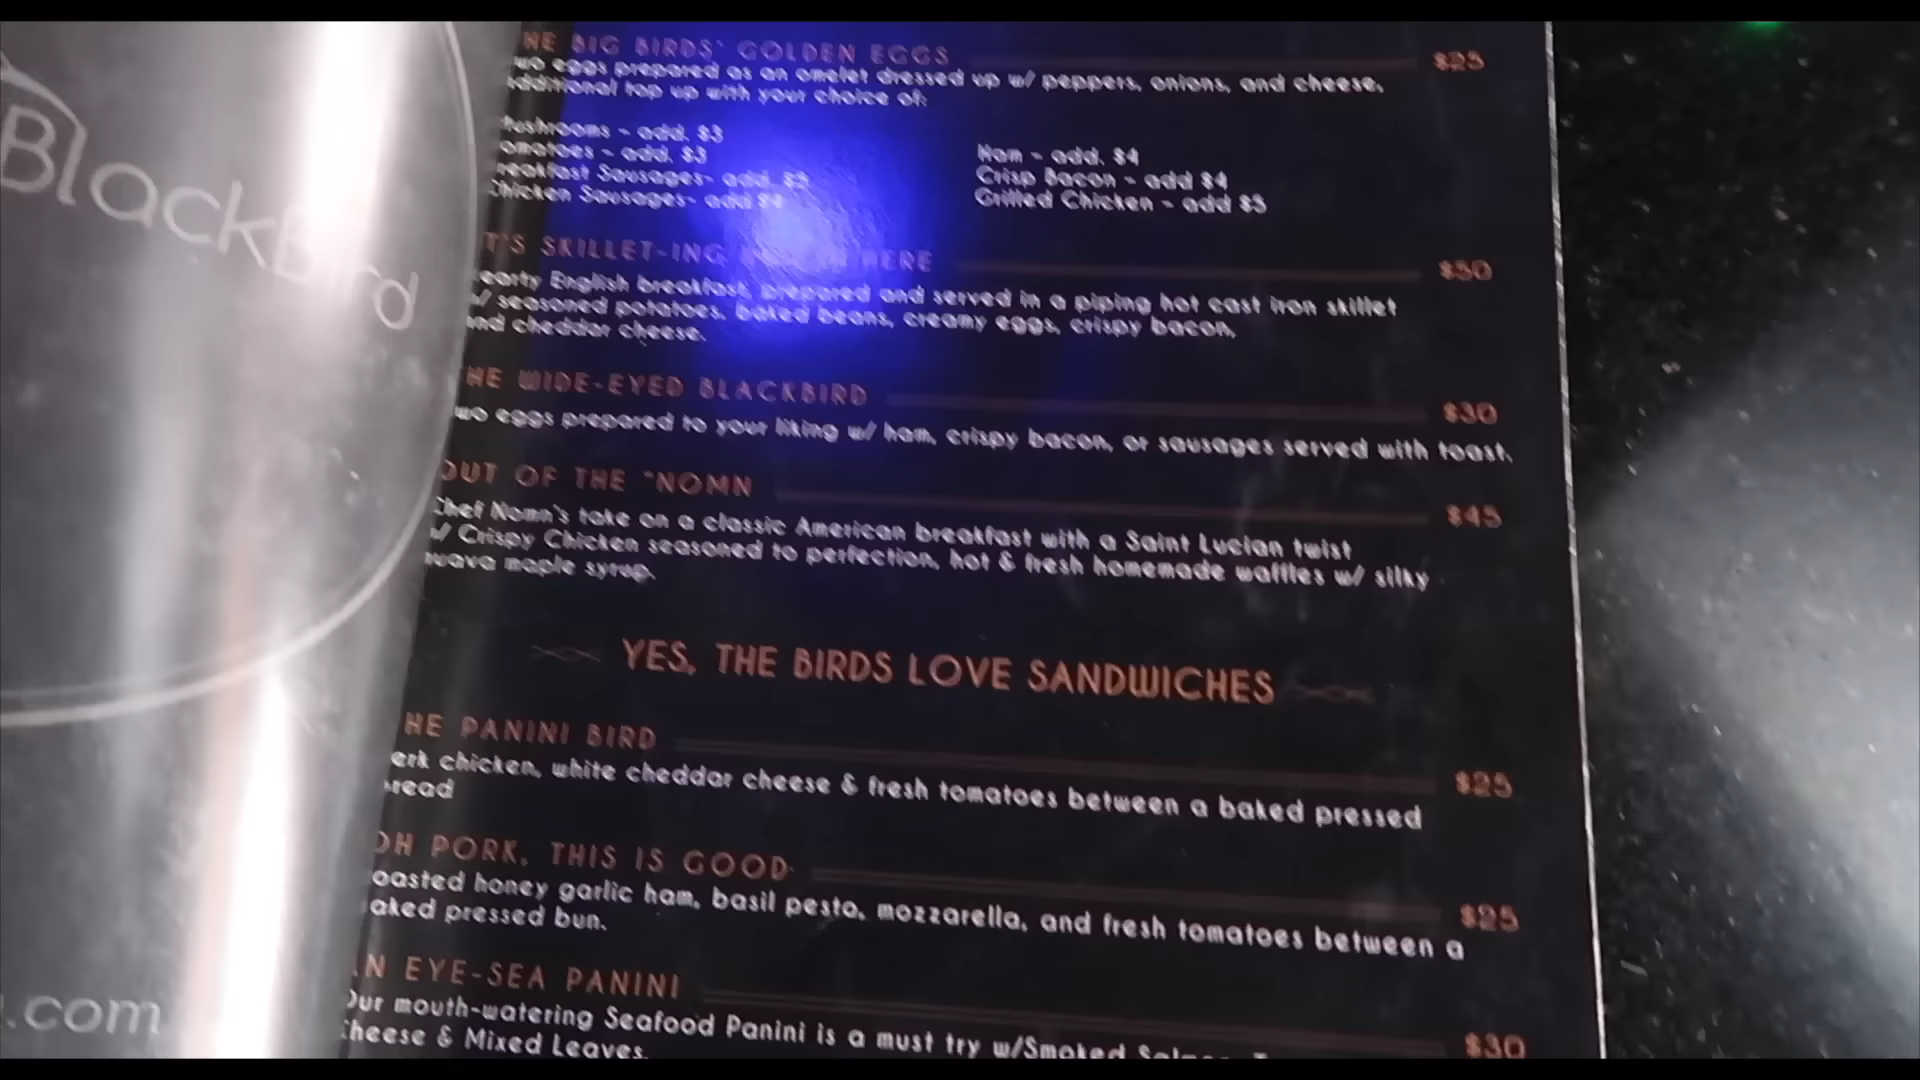 BlackBird
.com
HE BIG BIRDS' GOLDEN EGGS $25
wo eggs prepared as an omelet dressed up w/ peppers, onions, and cheese,
dditional top up with your choice of:
ushrooms - add. $3
omatoes - add. $3
reakfast Sausages- add. $3
Chicken Sausages- add
Ham - add. $4
Crisp Bacon - add $4
Grilled Chicken - add $5
T'S SKILLET-ING HERE $50
earty English breakfast, prepared and served in a piping hot cast iron skillet
w/ seasoned potatoes, baked beans, creamy eggs, crispy bacon,
nd cheddar cheese.
HE WIDE-EYED BLACKBIRD $30
wo eggs prepared to your liking w/ ham, crispy bacon, or sausages served with toast.
OUT OF THE "NOMN $45
Chef Nomn's take on a classic American breakfast with a Saint Lucian twist
w/ Crispy Chicken seasoned to perfection, hot & fresh homemade waffles w/ silky
uava maple syrup.
YES, THE BIRDS LOVE SANDWICHES
HE PANINI BIRD $25
erk chicken, white cheddar cheese & fresh tomatoes between a baked pressed
read
OH PORK, THIS IS GOOD $25
oasted honey garlic ham, basil pesto, mozzarella, and fresh tomatoes between a
aked pressed bun.
N EYE-SEA PANINI $30
Our mouth-watering Seafood Panini is a must try w/Smoked
Cheese & Mixed Leaves.